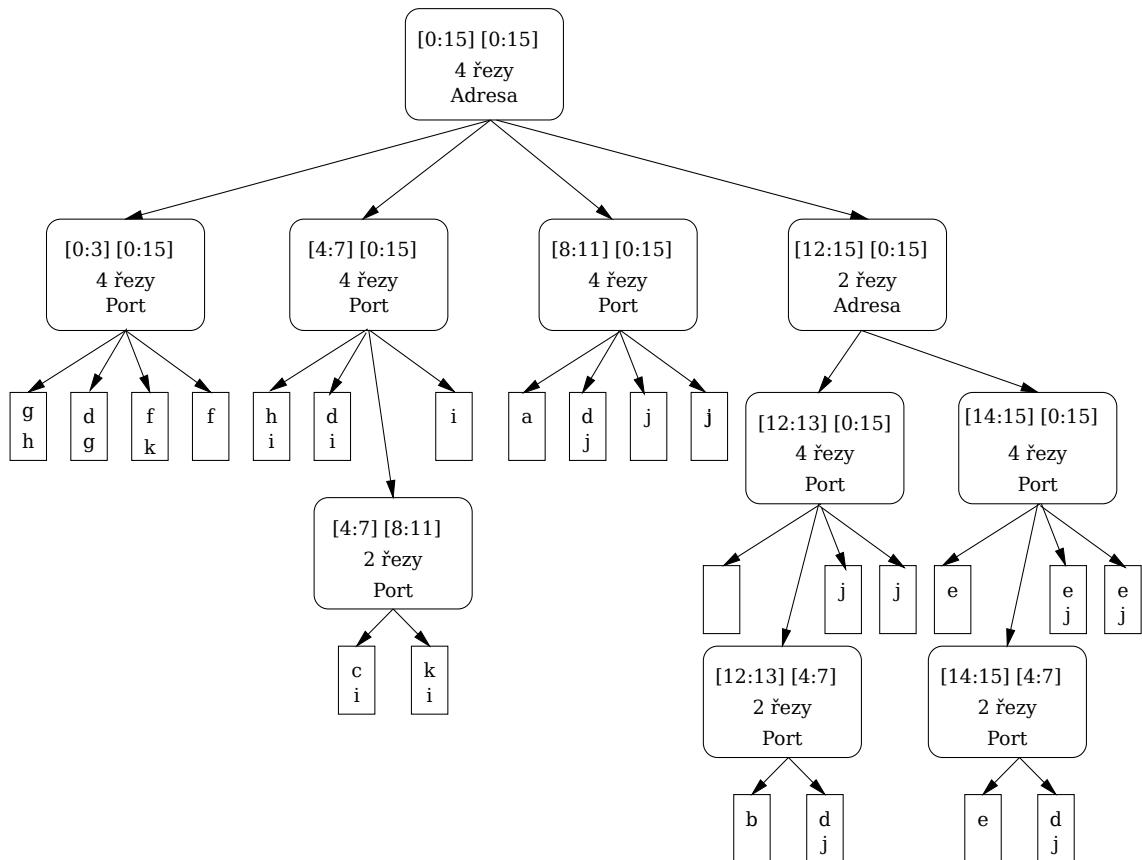 [0:15] [0:15]
4 řezy
Adresa
[0:3] [0:15]
4 řezy
Port
[4:7] [0:15]
4 řezy
Port
[8:11] [0:15]
4 řezy
Port
[12:15] [0:15]
2 řezy
Adresa
g
h
d
g
f
k
f
h
i
d
i
i
a
d
j
j
j
[12:13] [0:15]
4 řezy
Port
[14:15] [0:15]
4 řezy
Port
[4:7] [8:11]
2 řezy
Port
j
j
e
e
j
e
j
c
i
k
i
[12:13] [4:7]
2 řezy
Port
[14:15] [4:7]
2 řezy
Port
b
d
j
e
d
j